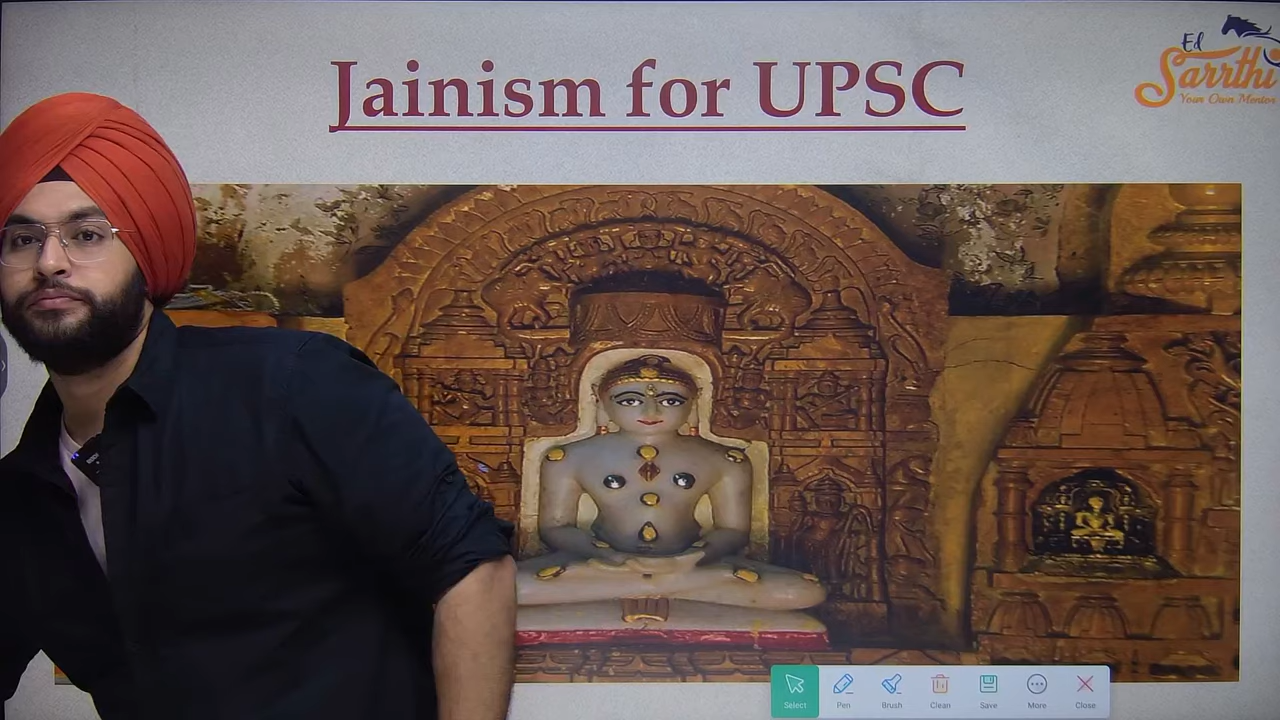 Jainism for UPSC
Ed
Sarrthi
Your Own Mentor
Select
Pen
Brush
Clean
Save
More
Close